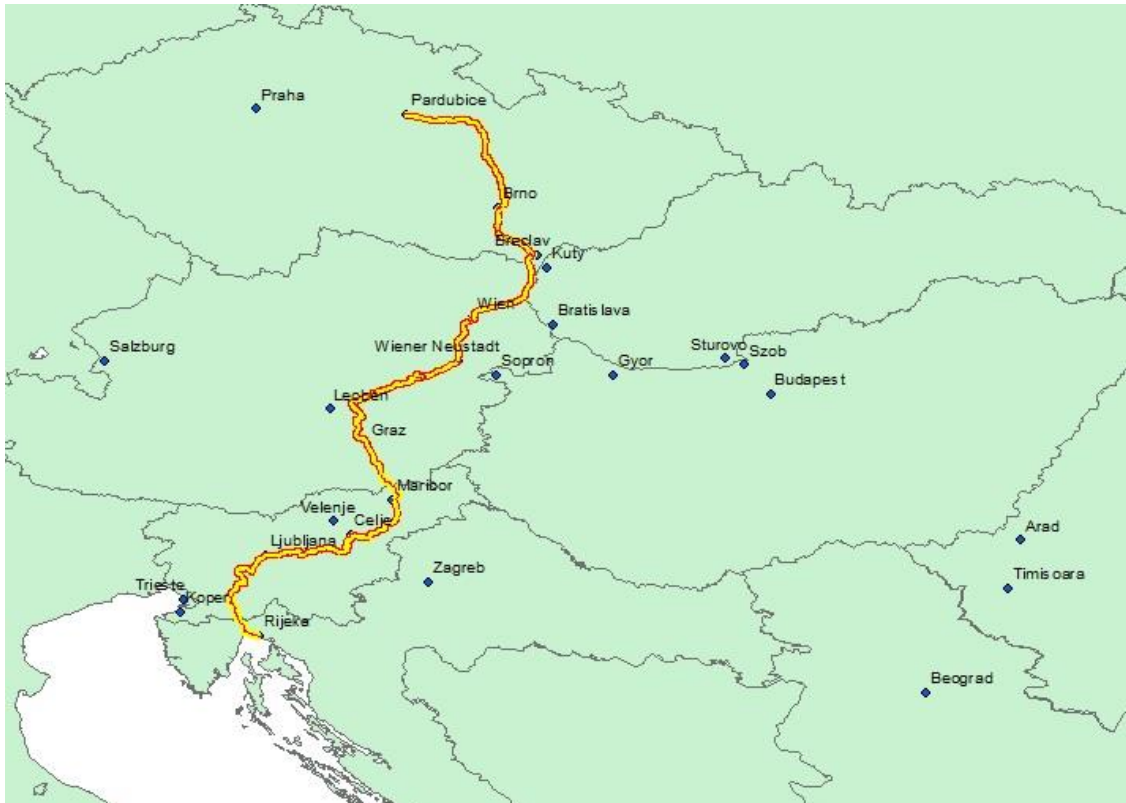 Praha
Pardubice
Brno
Breclav
Kuty
Wien
Bratislava
Salzburg
Wiener Neustadt
Sopron
Gyor
Sturovo
Szob
Budapest
Leoben
Graz
Maribor
Velenje
Celje
Ljubljana
Arad
Zagreb
Timisoara
Trieste
Koper
Rijeka
Beograd